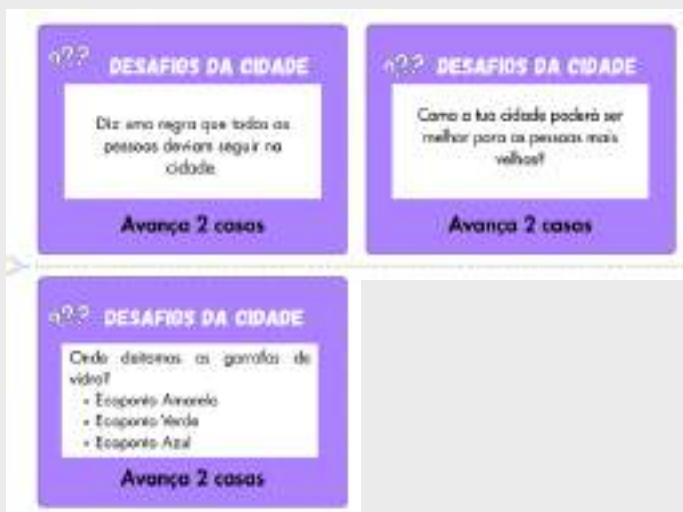 DESAFIOS DA CIDADE
Diz uma regra que todas as
pessoas deviam seguir na
cidade.
Avança 2 casas
DESAFIOS DA CIDADE
Como a tua cidade poderá ser
melhor para as pessoas mais
velhas?
Avança 2 casas
DESAFIOS DA CIDADE
Onde deitamos as garrafas de
vidro?
• Ecoponto Amarelo
• Ecoponto Verde
• Ecoponto Azul
Avança 2 casas